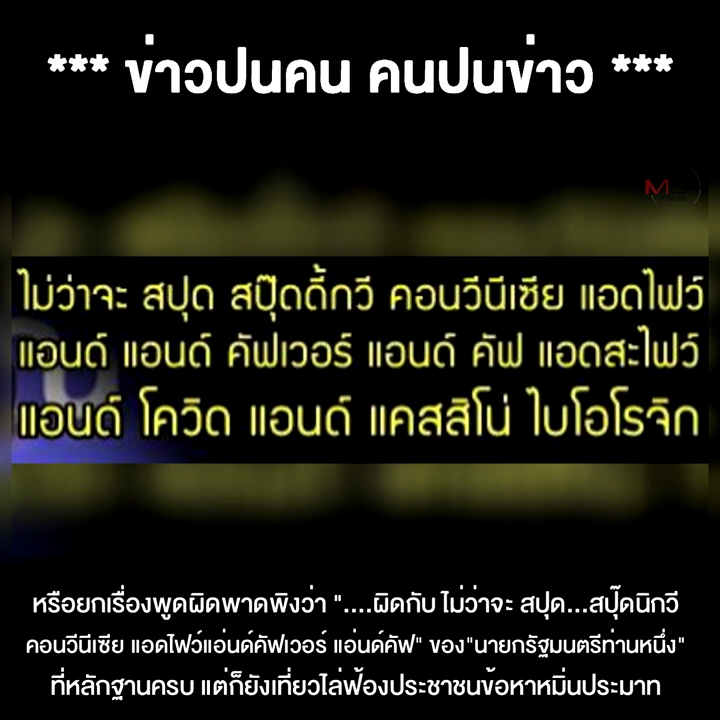 *** ข่าวปนคน คนปนข่าว ***
ไม่ว่าจะ สปุด สปุ๊ดดี้กวี คอนวีนีเซีย แอดไฟว์
แอนด์ แอนด์ คัฟเวอร์ แอนด์ คัฟ แอดสะไฟว์
แอนด์ โควิด แอนด์ แคสสิโน่ ไบโอโรจิก
หรือยกเรื่องพูดผิดพาดพิงว่า "....ผิดกับ ไม่ว่าจะ สปุด...สปุ๊ดนิกวี
คอนวีนีเซีย แอดไฟว์แอ่นด์คัฟเวอร์ แอ่นด์คัฟ" ของ"นายกรัฐมนตรีท่านหนึ่ง"
ที่หลักฐานครบ แต่ก็ยังเที่ยวไล่ฟ้องประชาชนข้อหาหมิ่นประมาท